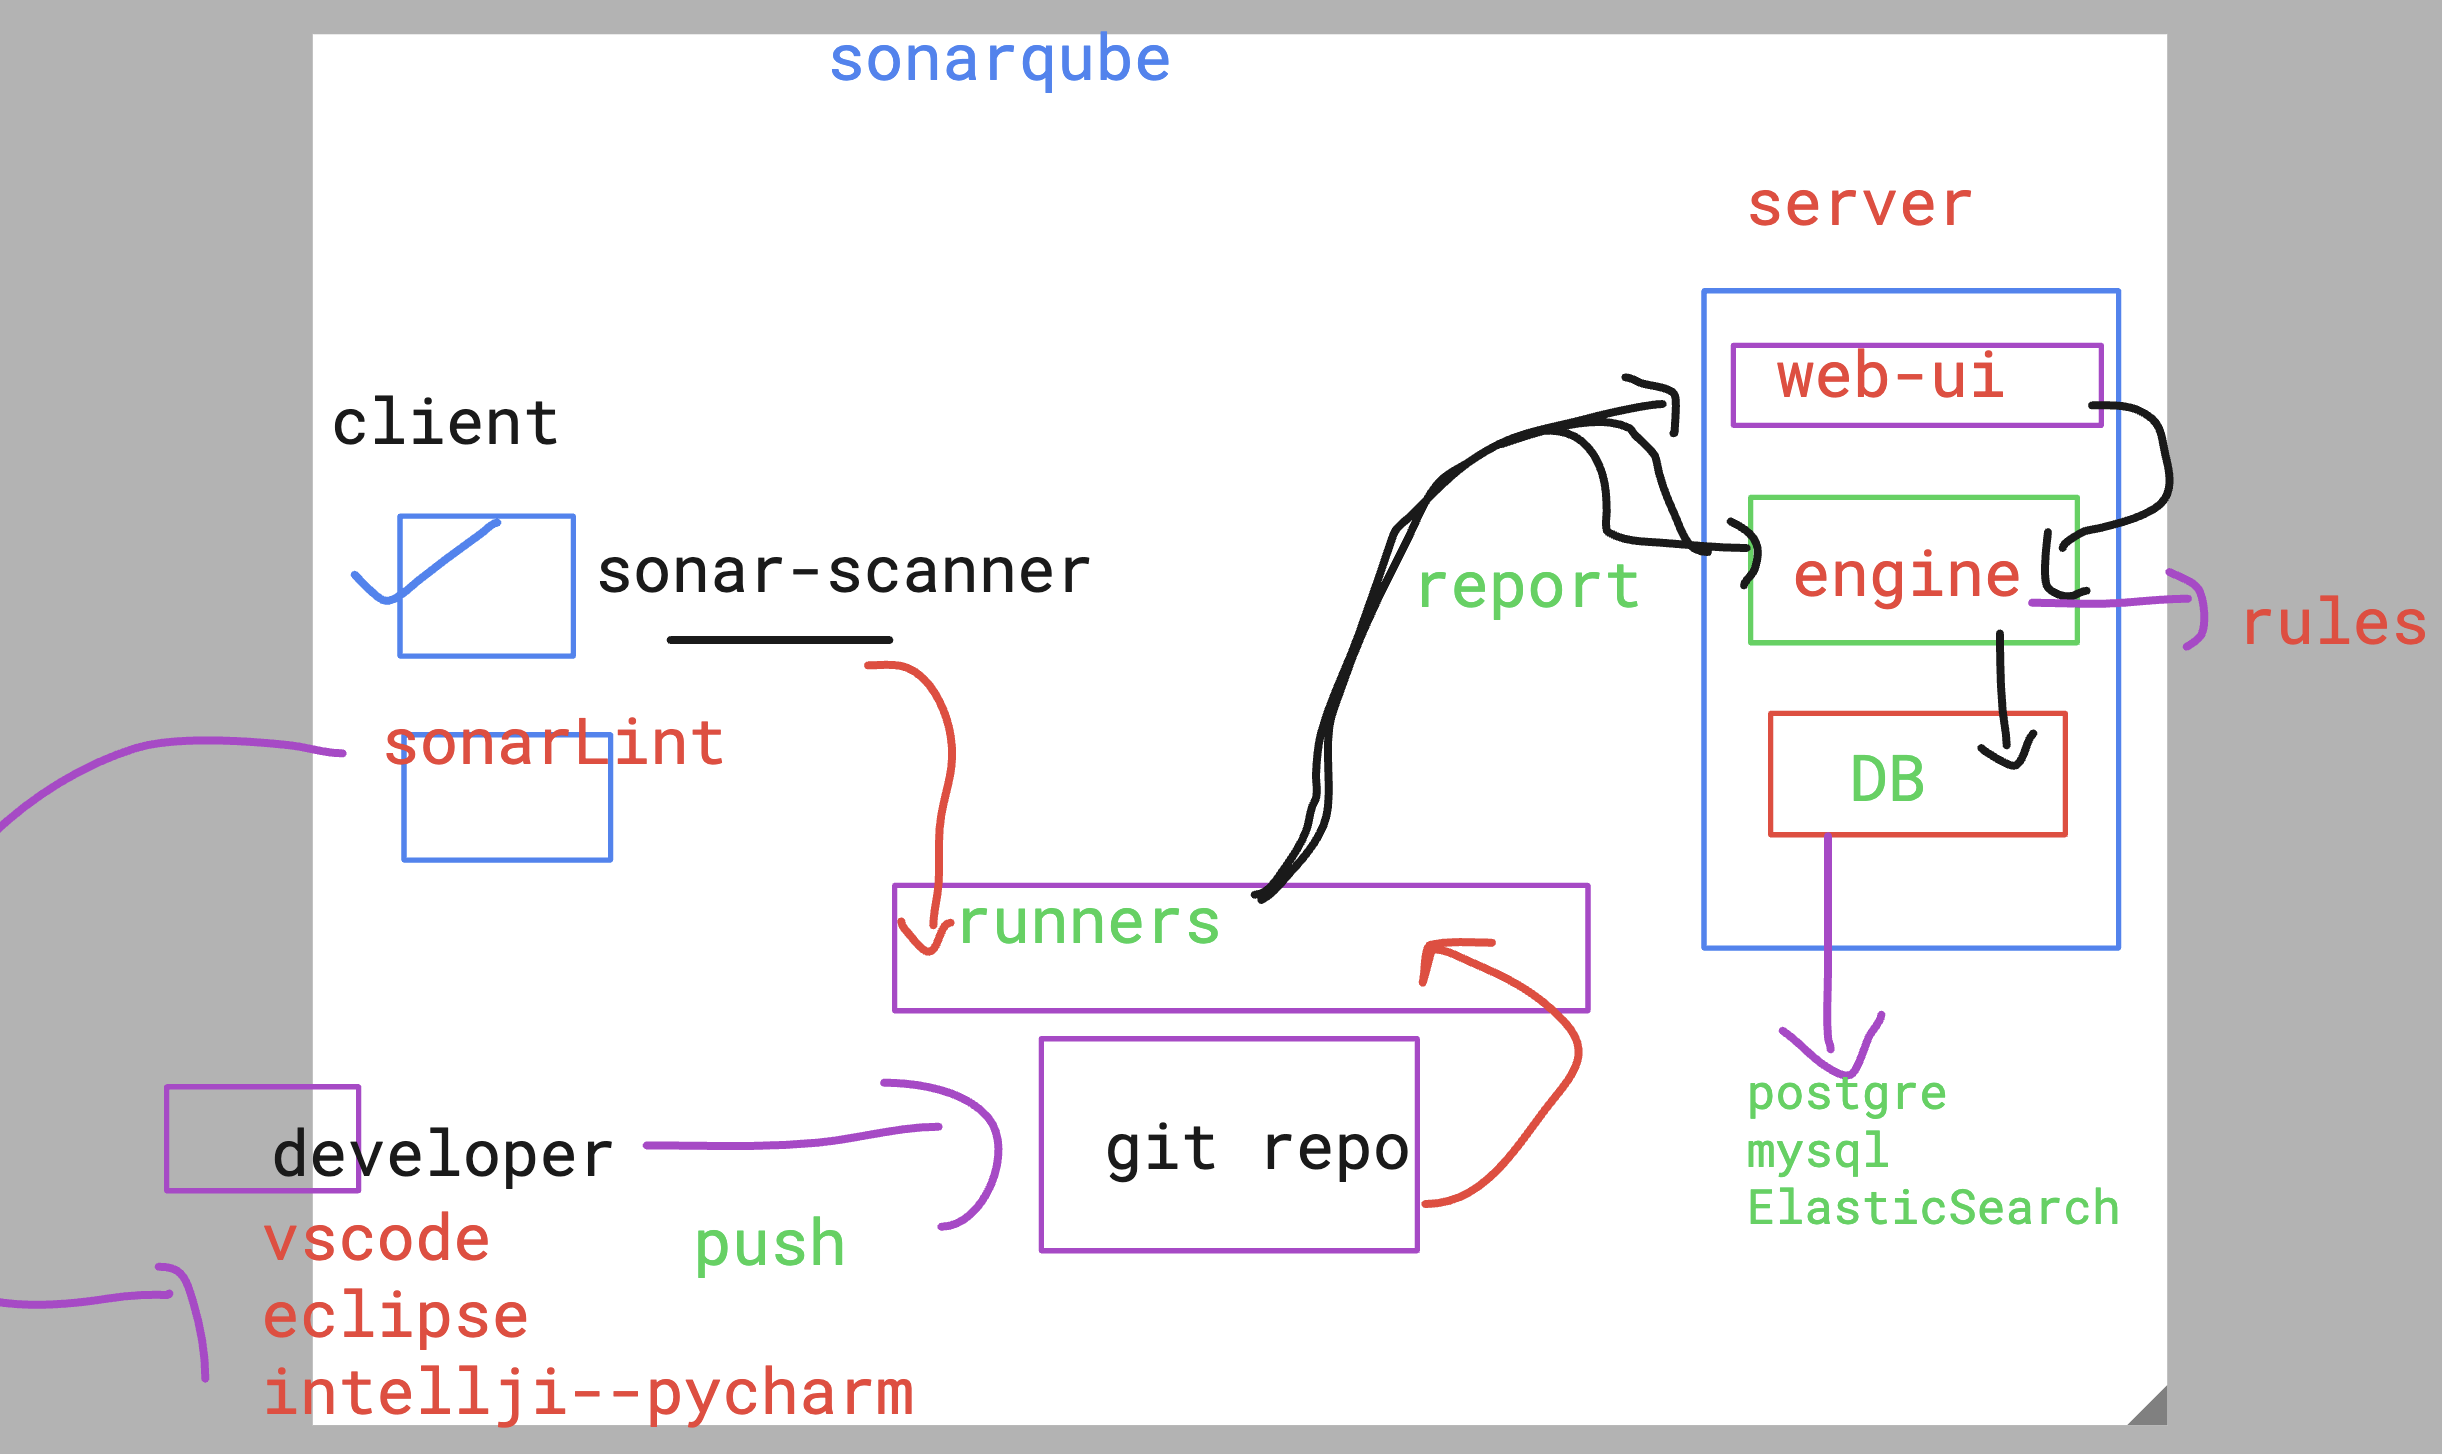 sonarqube
server
web-ui
client
sonar-scanner
report
engine
rules
sonarLint
DB
runners
postgre
developer
git repo
mysql
push
ElasticSearch
vscode
eclipse
intellji--pycharm